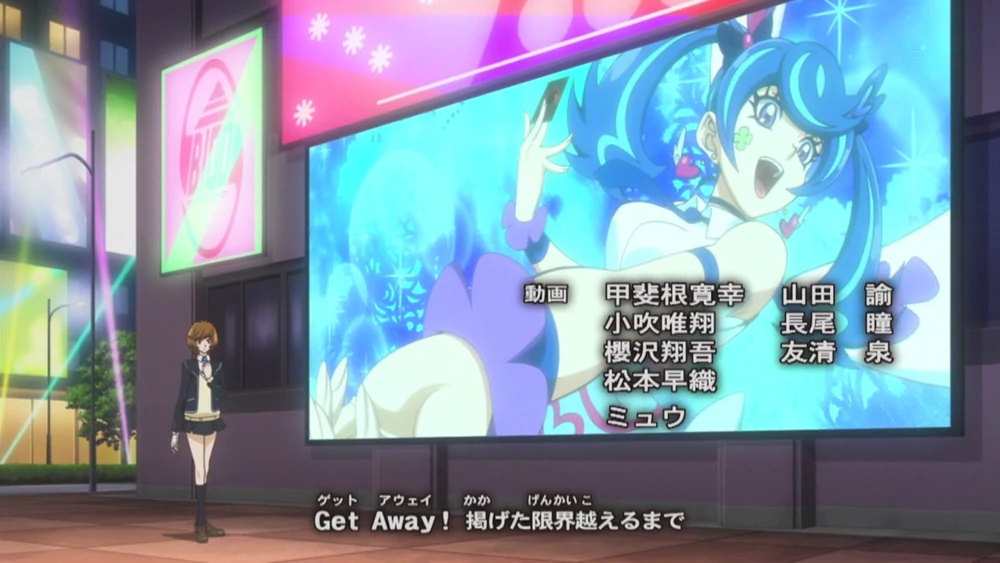 動画 甲斐根寛幸 山田 諭
小吹唯翔 長尾 瞳
櫻沢翔吾 友清 泉
松本早織
ミュウ
ゲット アウェイ かか げんかいこ
Get Away! 掲げた限界越えるまで